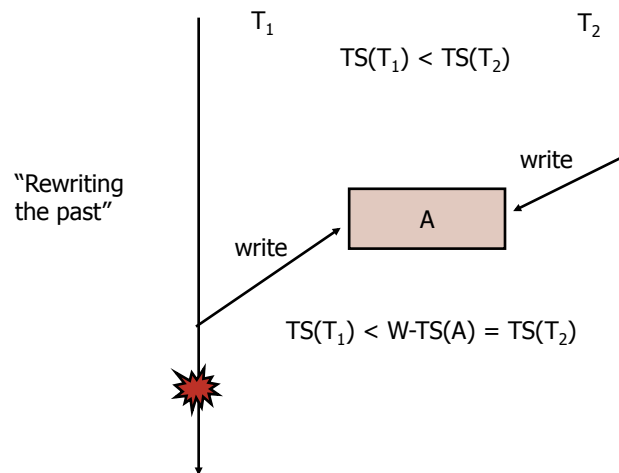 T₁
T₂
TS(T₁) < TS(T₂)
“Rewriting
the past”
write
A
write
TS(T₁) < W-TS(A) = TS(T₂)